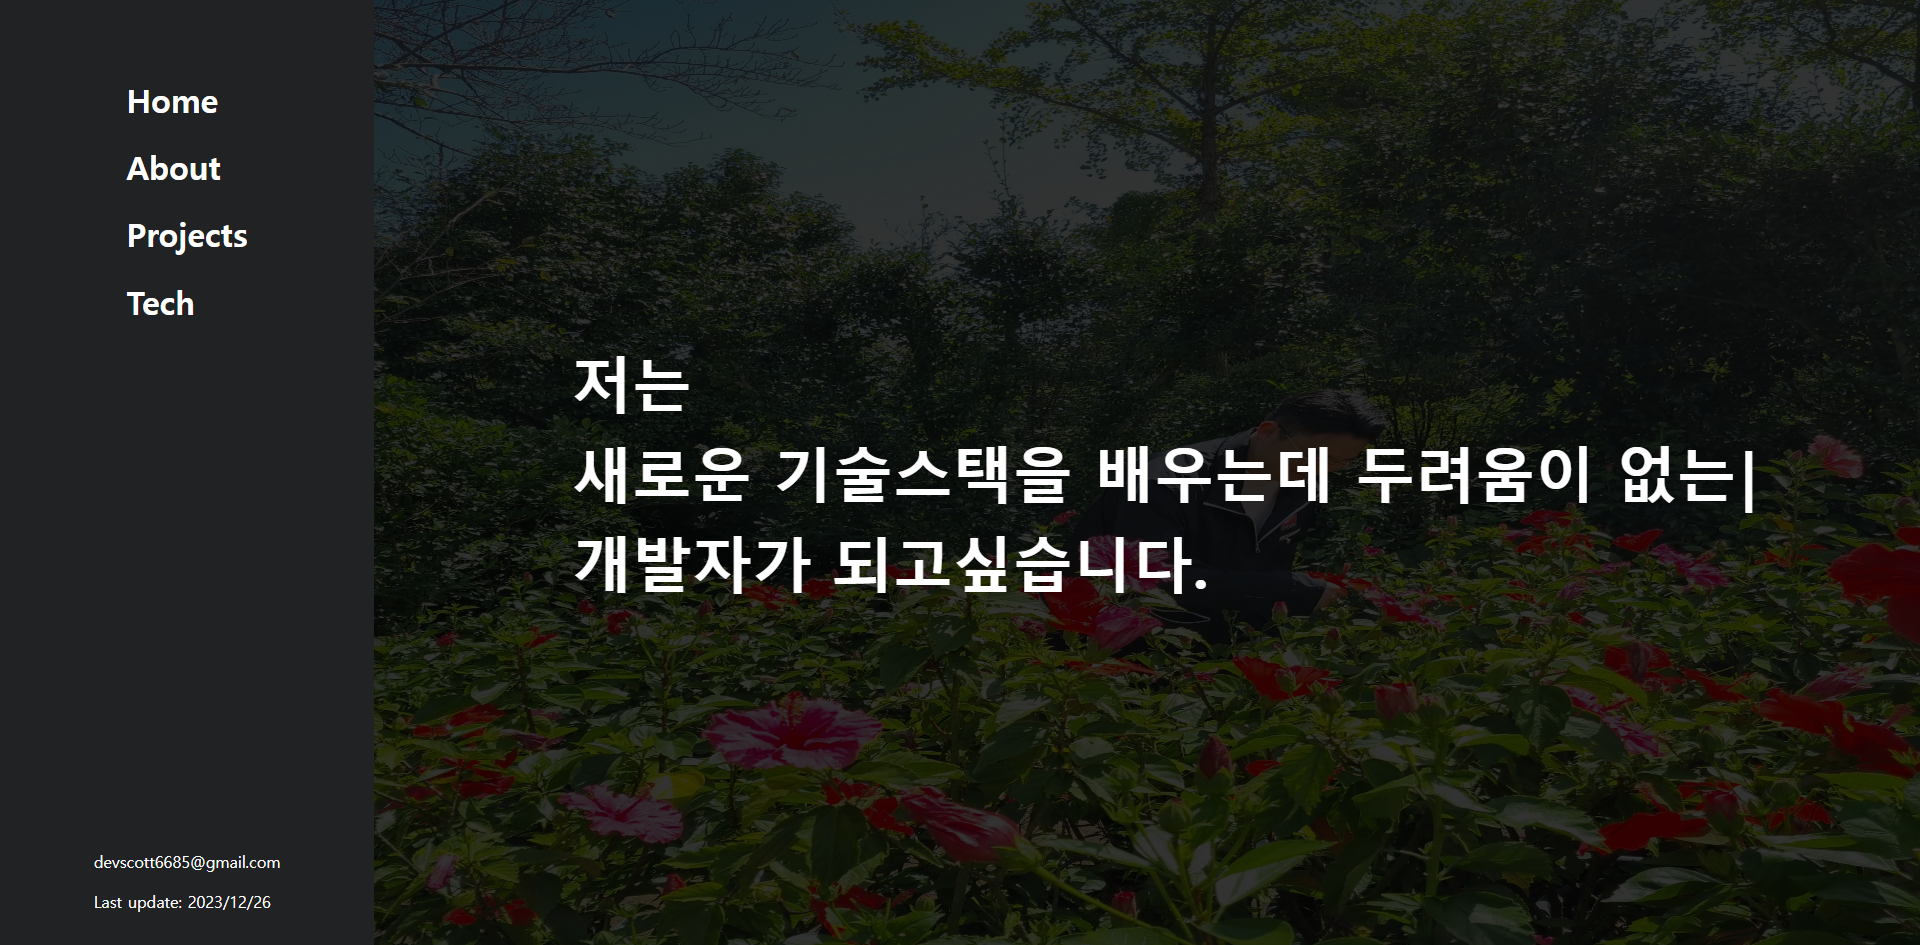 Home
About
Projects
Tech
저는
새로운 기술스택을 배우는데 두려움이 없는|
개발자가 되고싶습니다.
devscott6685@gmail.com
Last update: 2023/12/26